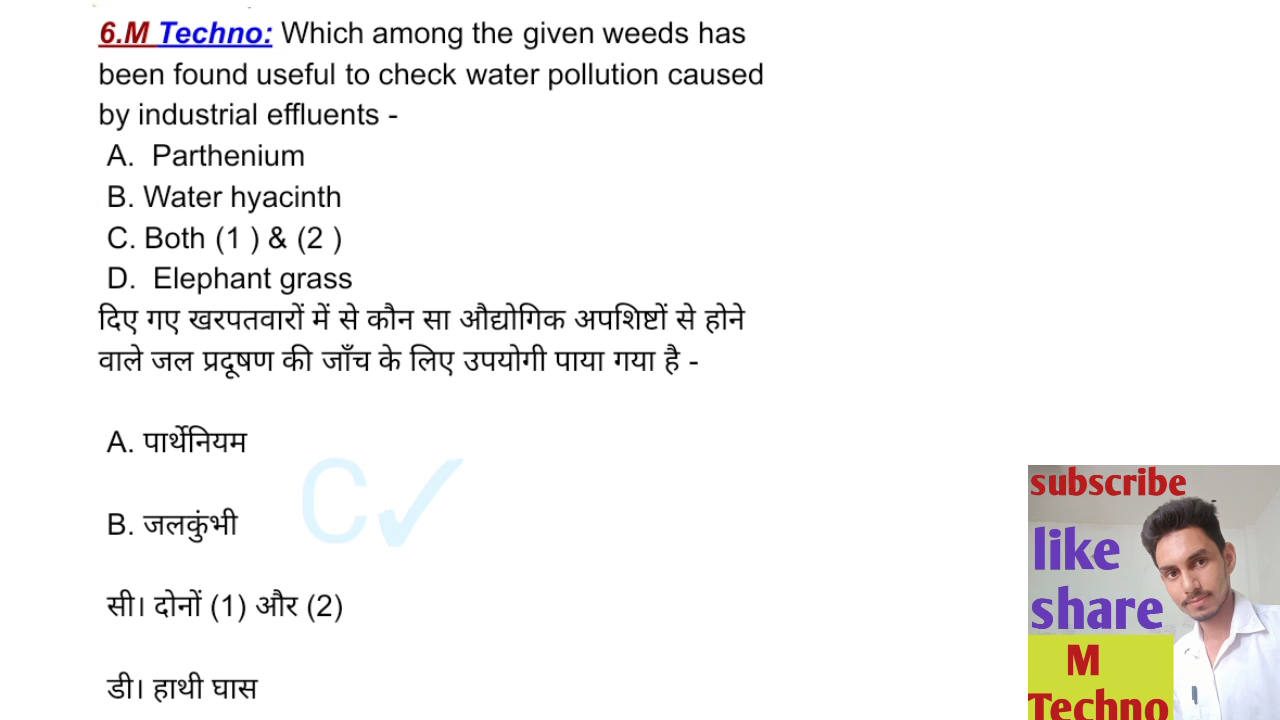 6.M Techno: Which among the given weeds has
been found useful to check water pollution caused
by industrial effluents -
A. Parthenium
B. Water hyacinth
C. Both (1 ) & (2 )
D. Elephant grass
दिए गए खरपतवारों में से कौन सा औद्योगिक अपशिष्टों से होने
वाले जल प्रदूषण की जाँच के लिए उपयोगी पाया गया है -
A. पार्थेनियम
C✓
B. जलकुंभी
सी। दोनों (1) और (2)
डी। हाथी घास
subscribe
like
share
M
Techno